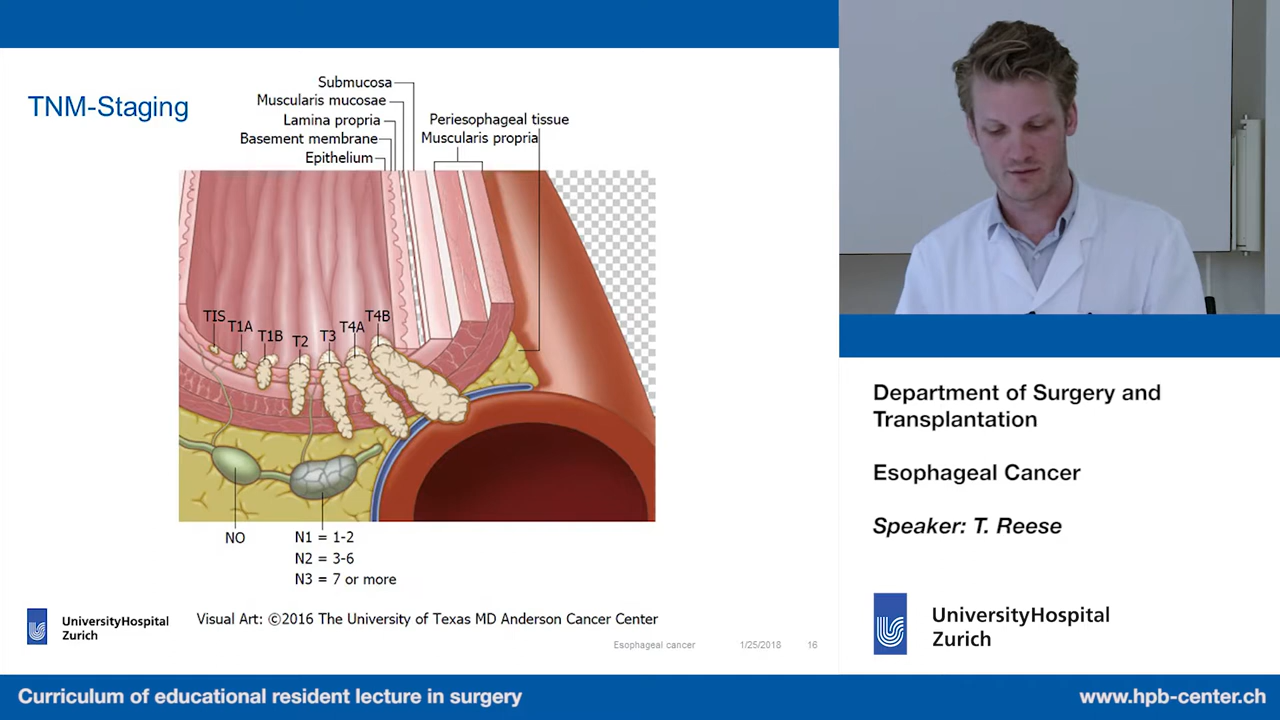 TNM-Staging
Submucosa
Muscularis mucosae
Lamina propria
Basement membrane
Epithelium
Periesophageal tissue
Muscularis propria
TIS
T1A
T1B
T2
T3
T4A
T4B
NO
N1 = 1-2
N2 = 3-6
N3 = 7 or more
Visual Art: ©2016 The University of Texas MD Anderson Cancer Center
UniversityHospital
Zurich
Esophageal cancer 1/25/2018 16
Department of Surgery and
Transplantation
Esophageal Cancer
Speaker: T. Reese
UniversityHospital
Zurich
Curriculum of educational resident lecture in surgery
www.hpb-center.ch